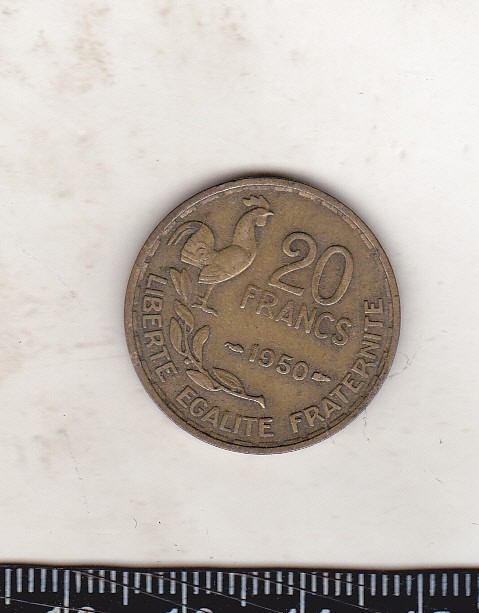 20
FRANCS
1950
LIBERTE EGALITE FRATERNITE